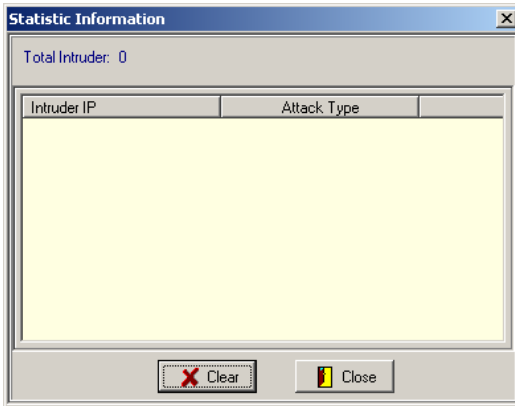 Statistic Information
Total Intruder: 0
Intruder IP Attack Type
Clear Close